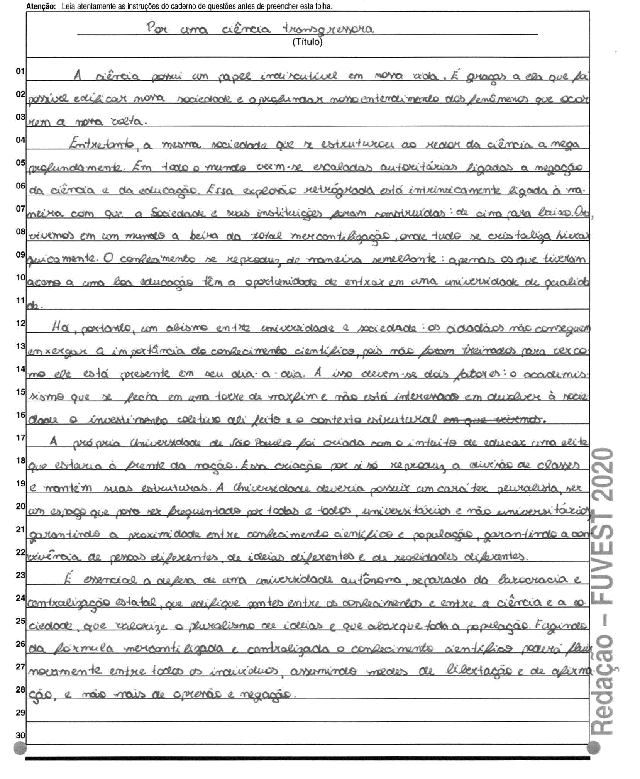 Atenção: Leia atentamente as instruções do caderno de questões antes de preencher esta folha.
Por uma ciência transgressora
(Título)
01 A ciência possui um papel indiscutível em nossa vida. É graças a ela que foi
02 possível edificar nossa sociedade e aprofundar nosso entendimento dos fenômenos que ocor
03 rem a nossa volta.
04 Entretanto, a mesma sociedade que se estruturou ao redor da ciência a nega
05 profundamente. Em todo o mundo veem-se escaladas autoritárias ligadas a negação
06 da ciência e da educação. Essa explosão retrógrada está intrinsicamente ligada à ma-
07 neira com que a Sociedade e suas instituições foram construídas: de cima para baixo. Ora,
08 vivemos em um mundo a beira da total mercantilização, onde tudo se cristaliza hierar
09 quicamente. O conhecimento se reproduz de maneira semelhante: apenas os que tiveram
10 acesso a uma boa educação têm a oportunidade de entrar em uma universidade de qualida
11 de.
12 Há, portanto, um abismo entre universidade e sociedade: os cidadãos não conseguem
13 enxergar a importância do conhecimento científico, pois não foram treinados para ver co
14 mo ele está presente em seu dia-a-dia. A isso devem-se dois fatores: o academis-
15 sismo que se fecha em uma torre de marfim e não está interessado em devolver à socie
16 dade o investimento coletivo ali feito e o contexto estrutural em que vivemos.
17 A própria Universidade de São Paulo foi criada com o intuito de educar uma elite
18 que estaria à frente da nação. Essa criação por si só reproduz a divisão de classes
19 e mantém suas estruturas. A Universidade deveria possuir um caráter pluralista, ser
20 um espaço que possa ser frequentado por todas e todos, universitários e não universitários,
21 garantindo a proximidade entre conhecimento científico e população, garantindo a con
22 vivência de pessoas diferentes, de ideias diferentes e de realidades diferentes.
23 É essencial a defesa de uma universidade autônoma, separada da burocracia e
24 centralização estatal, que edifique pontes entre os conhecimentos e entre a ciência e a so
25 ciedade, que valorize o pluralismo de ideias e que abarque toda a população. Fugindo
26 da fórmula mercantilizada e centralizada o conhecimento científico poderá fluir
27 novamente entre todos os indivíduos, assumindo moldes de libertação e de afirma
28 ção, e não mais de opressão e negação.
29
30
Redação – FUVEST 2020